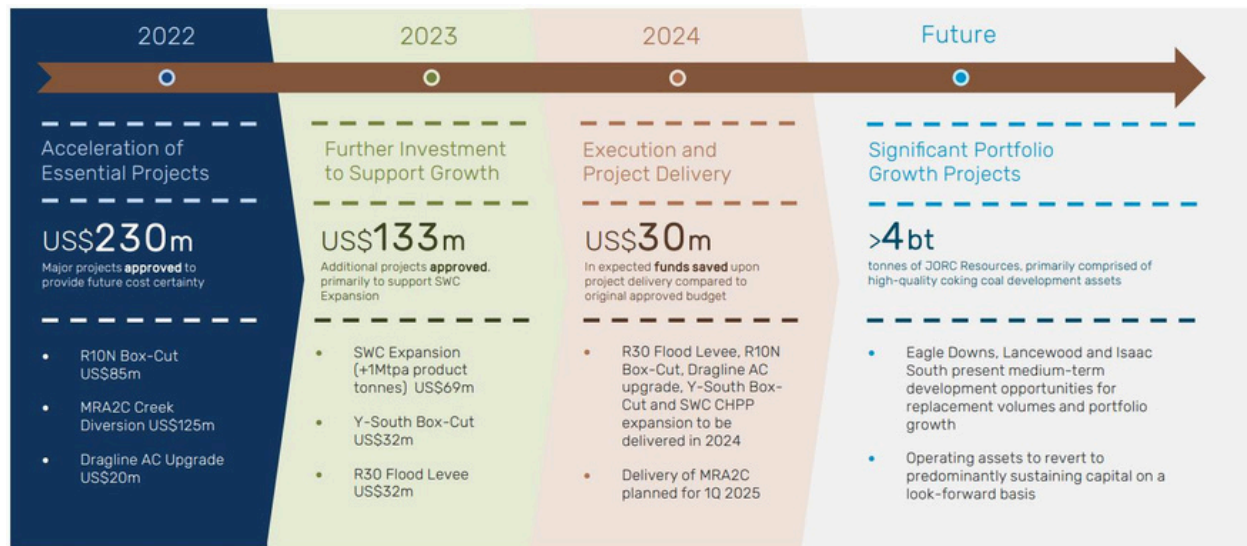 2022
Acceleration of
Essential Projects
US$230m
Major projects approved to
provide future cost certainty
• R10N Box-Cut
US$85m
• MRA2C Creek
Diversion US$125m
• Dragline AC Upgrade
US$20m
2023
Further Investment
to Support Growth
US$133m
Additional projects approved,
primarily to support SWC
Expansion
• SWC Expansion
(+1Mtpa product
tonnes) US$69m
• Y-South Box-Cut
US$32m
• R30 Flood Levee
US$32m
2024
Execution and
Project Delivery
US$30m
In expected funds saved upon
project delivery compared to
original approved budget
• R30 Flood Levee, R10N
Box-Cut, Dragline AC
upgrade, Y-South Box-
Cut and SWC CHPP
expansion to be
delivered in 2024
• Delivery of MRA2C
planned for 1Q 2025
Future
Significant Portfolio
Growth Projects
>4bt
tonnes of JORC Resources, primarily comprised of
high-quality coking coal development assets
• Eagle Downs, Lancewood and Isaac
South present medium-term
development opportunities for
replacement volumes and portfolio
growth
• Operating assets to revert to
predominantly sustaining capital on a
look-forward basis